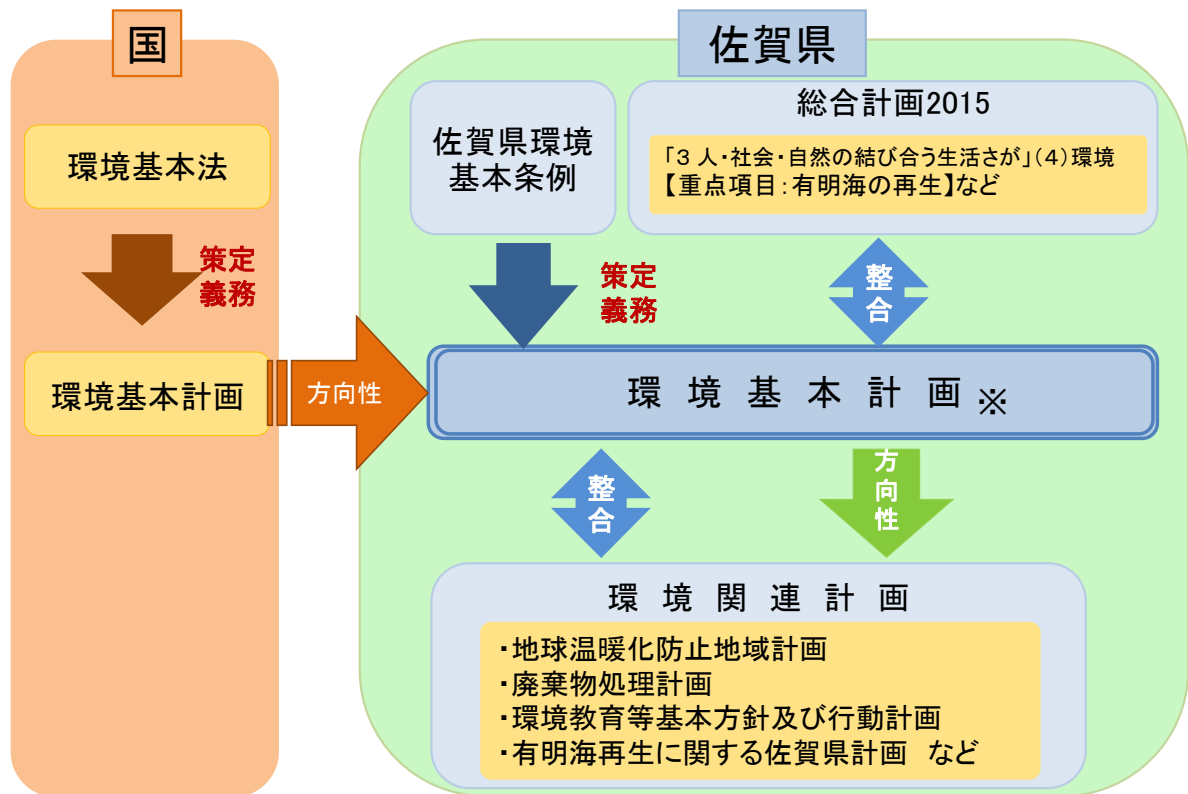 国
環境基本法
策定
義務
環境基本計画
方向性
佐賀県
佐賀県環境
基本条例
総合計画2015
「3 人・社会・自然の結び合う生活さが」(4)環境
【重点項目:有明海の再生】など
策定
義務
整
合
環境基本計画※
整
合
方
向
性
環境関連計画
・地球温暖化防止地域計画
・廃棄物処理計画
・環境教育等基本方針及び行動計画
・有明海再生に関する佐賀県計画 など